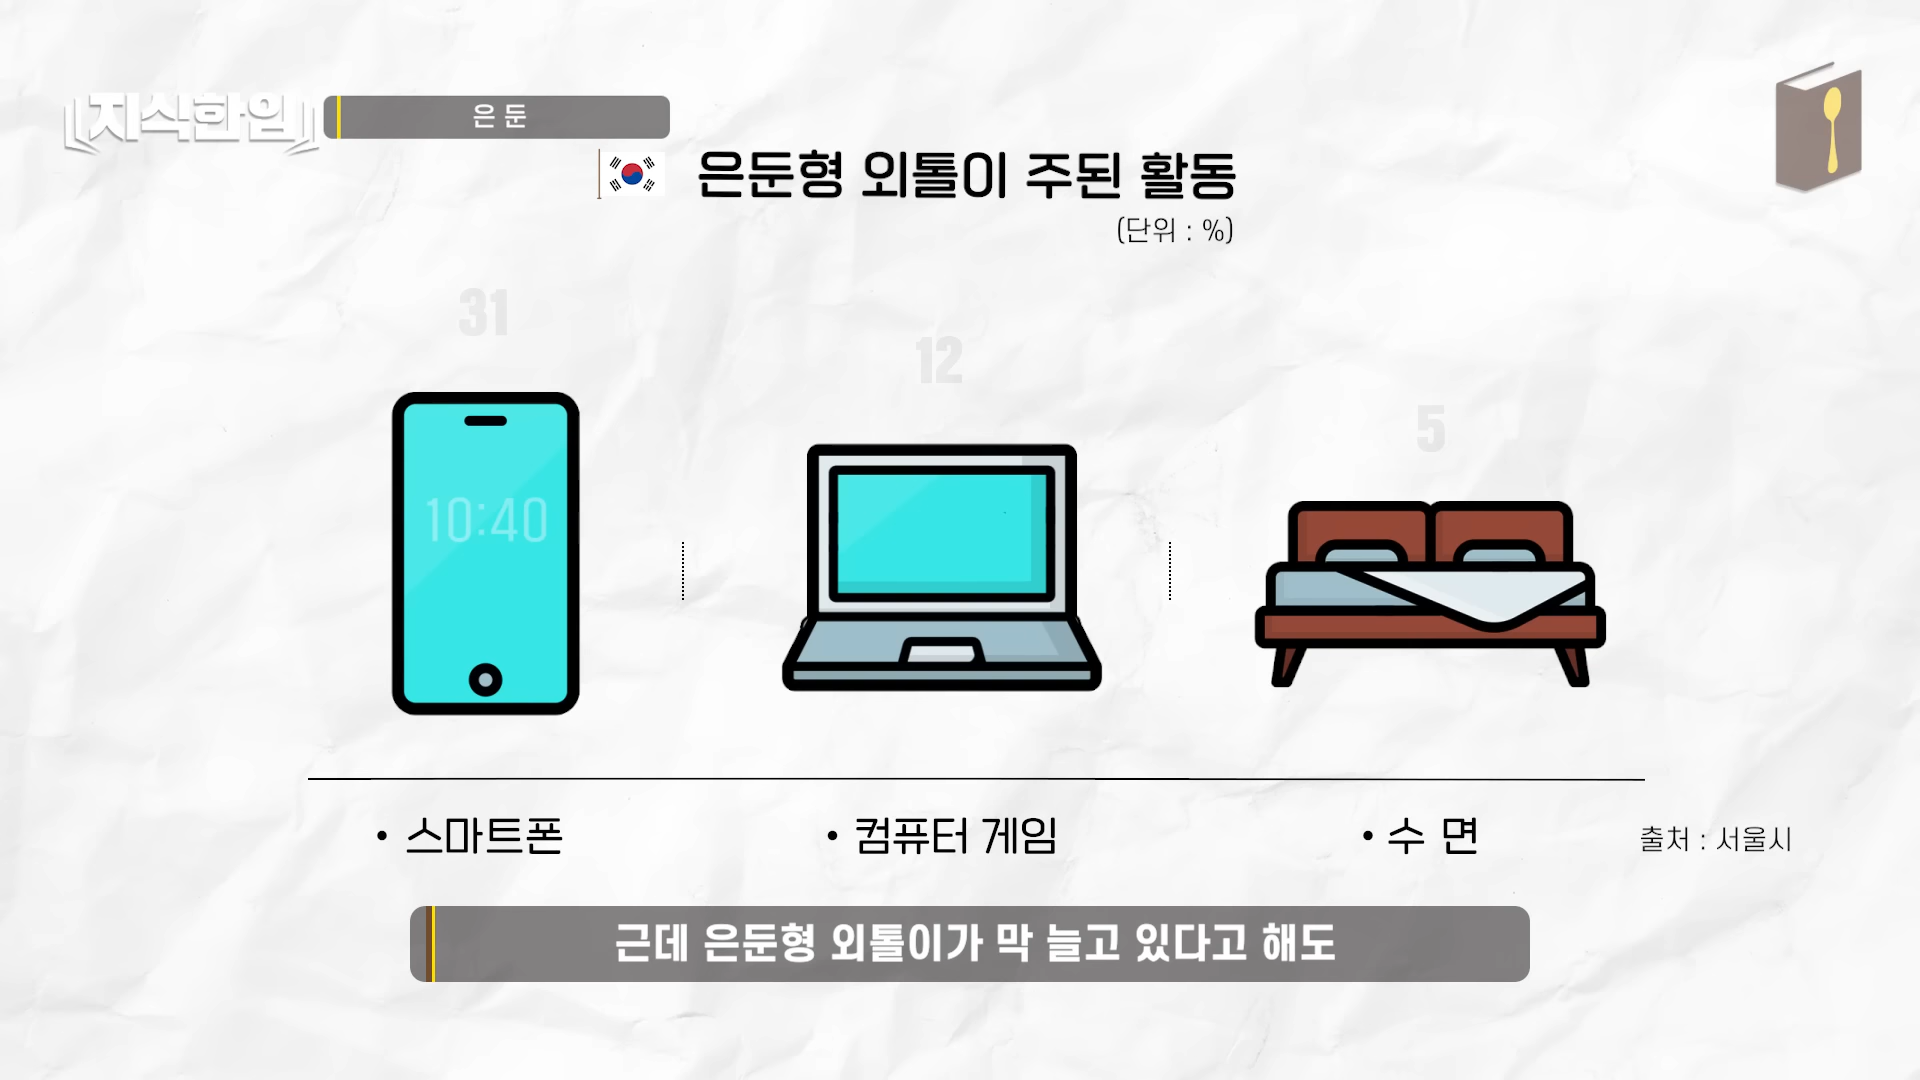 지식한입
은둔
은둔형 외톨이 주된 활동
(단위 : %)
31
12
5
10:40
• 스마트폰
• 컴퓨터 게임
• 수 면
출처 : 서울시
근데 은둔형 외톨이가 막 늘고 있다고 해도